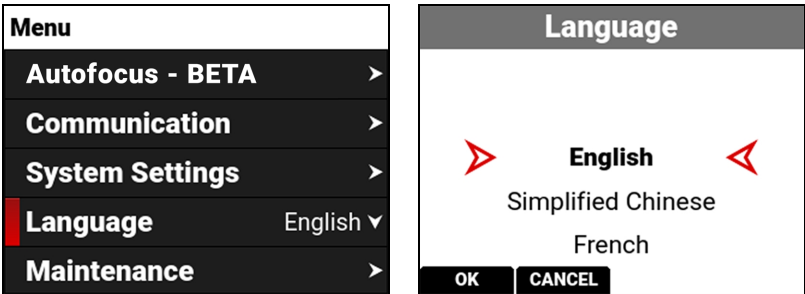 Menu
Autofocus - BETA
Communication
System Settings
Language English
Maintenance
Language
English
Simplified Chinese
French
OK CANCEL